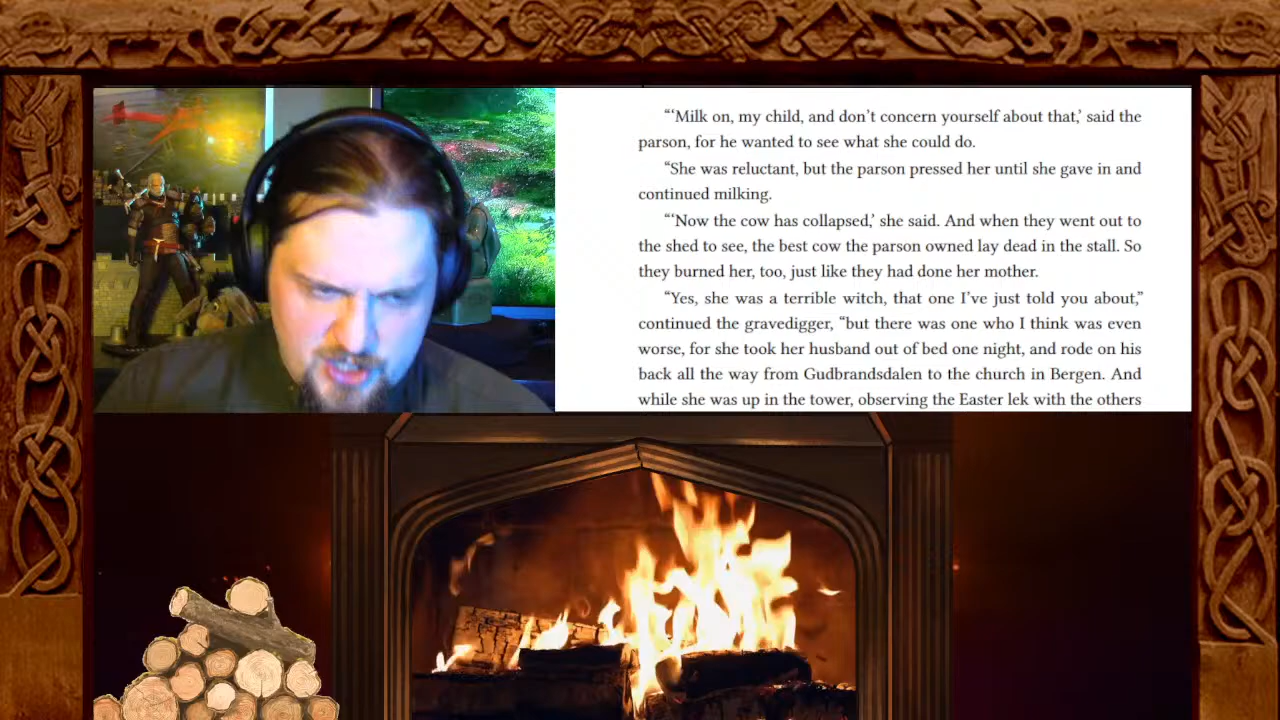 “‘Milk on, my child, and don’t concern yourself about that,’ said the
parson, for he wanted to see what she could do.
“She was reluctant, but the parson pressed her until she gave in and
continued milking.
“‘Now the cow has collapsed,’ she said. And when they went out to
the shed to see, the best cow the parson owned lay dead in the stall. So
they burned her, too, just like they had done her mother.
“Yes, she was a terrible witch, that one I’ve just told you about,”
continued the gravedigger, “but there was one who I think was even
worse, for she took her husband out of bed one night, and rode on his
back all the way from Gudbrandsdalen to the church in Bergen. And
while she was up in the tower, observing the Easter lek with the others